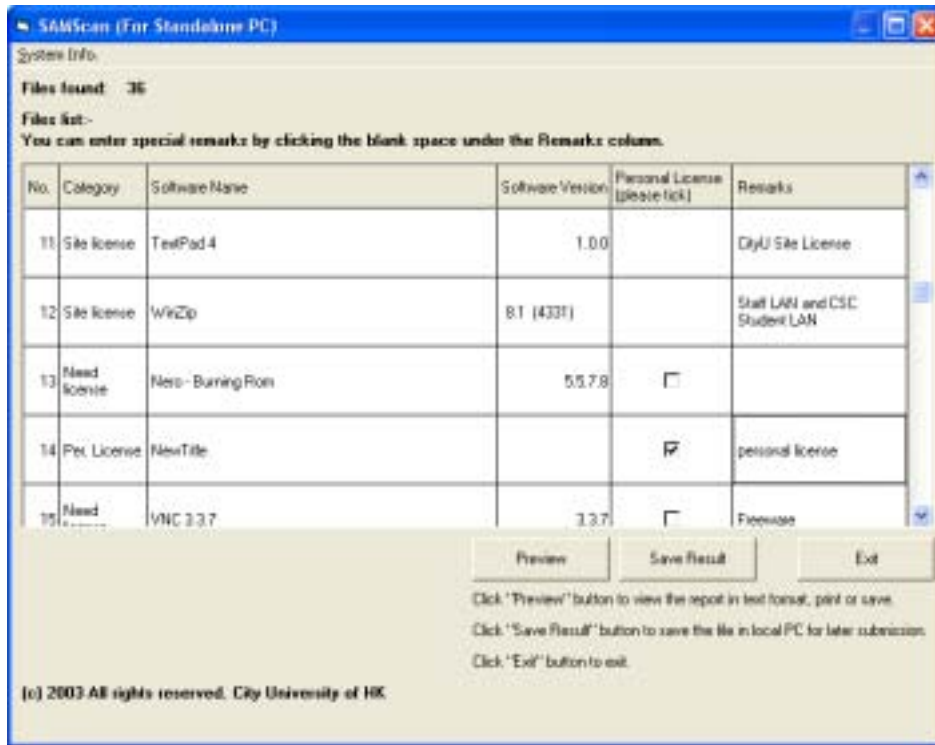 SAMScan (For Standalone PC)
System Info.
Files found: 36
Files list:-
You can enter special remarks by clicking the blank space under the Remarks column.
No. Category Software Name Software Version Personal License (please tick) Remarks
11 Site license TextPad 4 1.0.0 CityU Site License
12 Site license WinZip 8.1 (4331) Staff LAN and CSC Student LAN
13 Need license Nero - Burning Rom 5.5.7.8
14 Per. License NewTitle personal license
15 Need VNC 3.3.7 3.3.7 Freeware
Preview Save Result Exit
Click "Preview" button to view the report in text format, print or save.
Click "Save Result" button to save the file in local PC for later submission.
Click "Exit" button to exit.
(c) 2003 All rights reserved. City University of HK